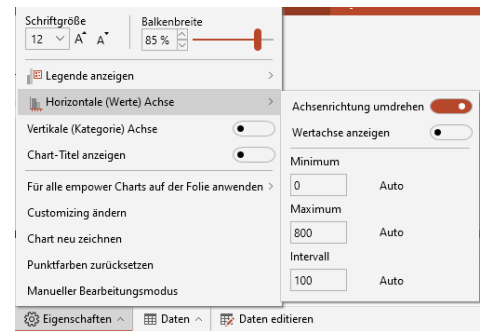 Schriftgröße Balkenbreite
12 A A 85 %
Legende anzeigen
Horizontale (Werte) Achse
Vertikale (Kategorie) Achse
Chart-Titel anzeigen
Für alle empower Charts auf der Folie anwenden
Customizing ändern
Chart neu zeichnen
Punktfarben zurücksetzen
Manueller Bearbeitungsmodus
Achsenrichtung umdrehen
Wertachse anzeigen
Minimum
0 Auto
Maximum
800 Auto
Intervall
100 Auto
Eigenschaften Daten Daten editieren